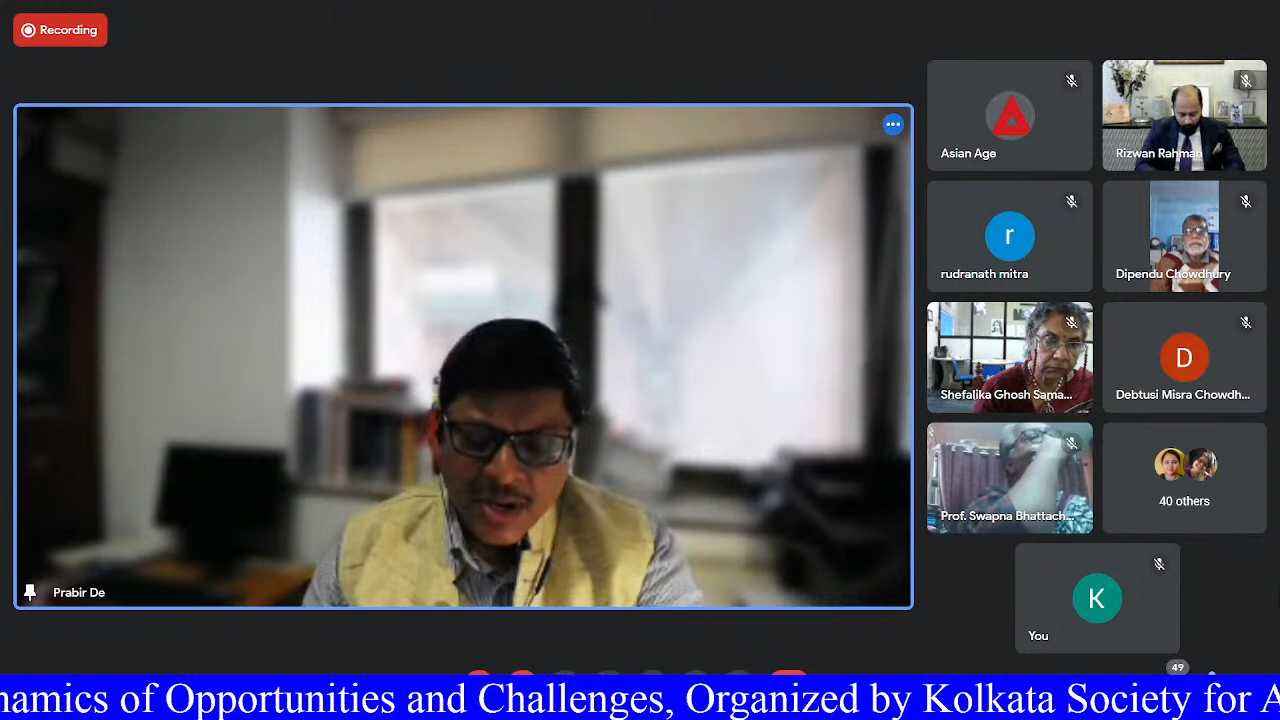 Recording
Asian Age
Rizwan Rahman
r
rudranath mitra
Dipendu Chowdhury
Shefalika Ghosh Sama...
D
Debtusi Misra Chowdh...
Prof. Swapna Bhattach...
40 others
Prabir De
K
You
49
namics of Opportunities and Challenges, Organized by Kolkata Society for A